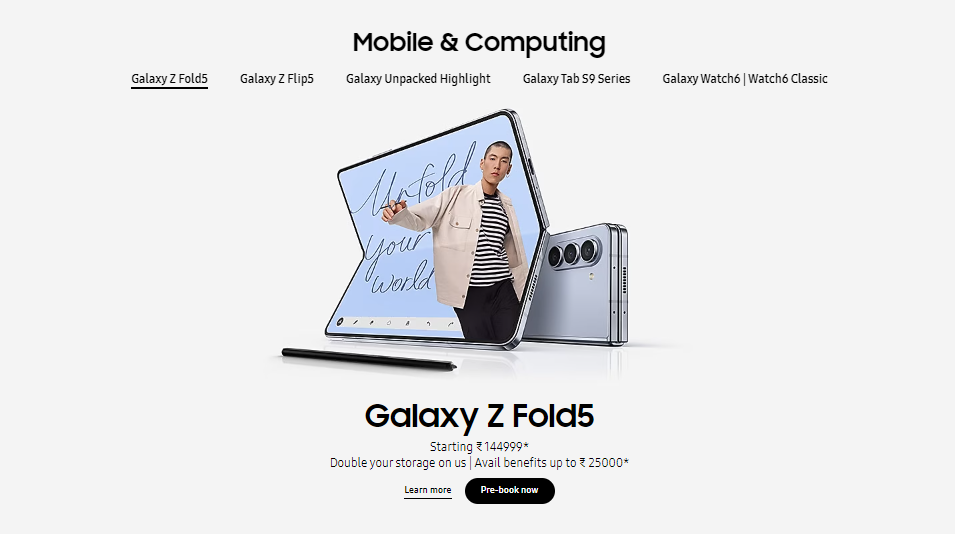 Mobile & Computing
Galaxy Z Fold5 Galaxy Z Flip5 Galaxy Unpacked Highlight Galaxy Tab S9 Series Galaxy Watch6 | Watch6 Classic
Unfold
your
world
Galaxy Z Fold5
Starting ₹ 144999*
Double your storage on us | Avail benefits up to ₹ 25000*
Learn more Pre-book now